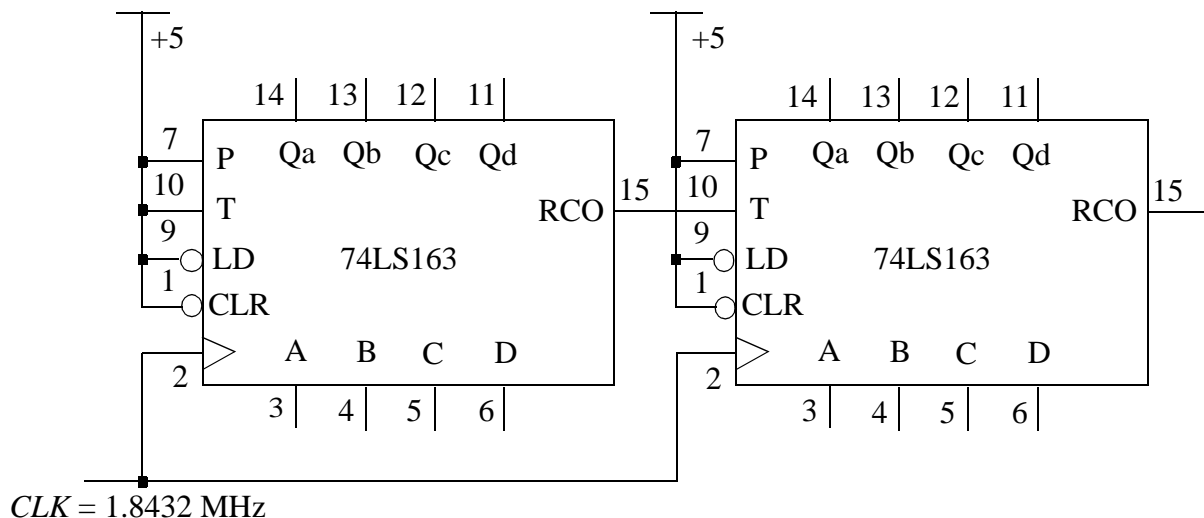 +5 +5
14 13 12 11 14 13 12 11
7 P Qa Qb Qc Qd 7 P Qa Qb Qc Qd
10 T RCO 15 10 T RCO 15
9 LD 74LS163 9 LD 74LS163
1 CLR 1 CLR
2 A B C D 2 A B C D
3 4 5 6 3 4 5 6
CLK = 1.8432 MHz